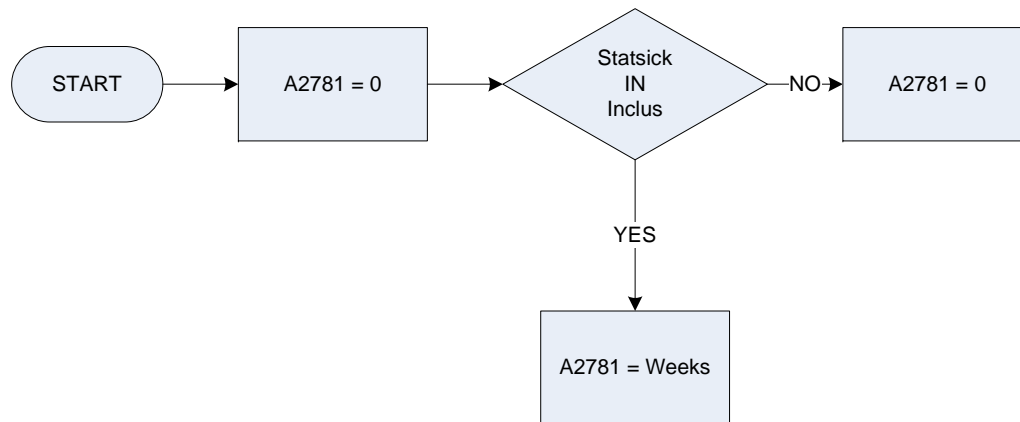 START
A2781 = 0
Statsick
IN
Inclus
NO
A2781 = 0
YES
A2781 = Weeks